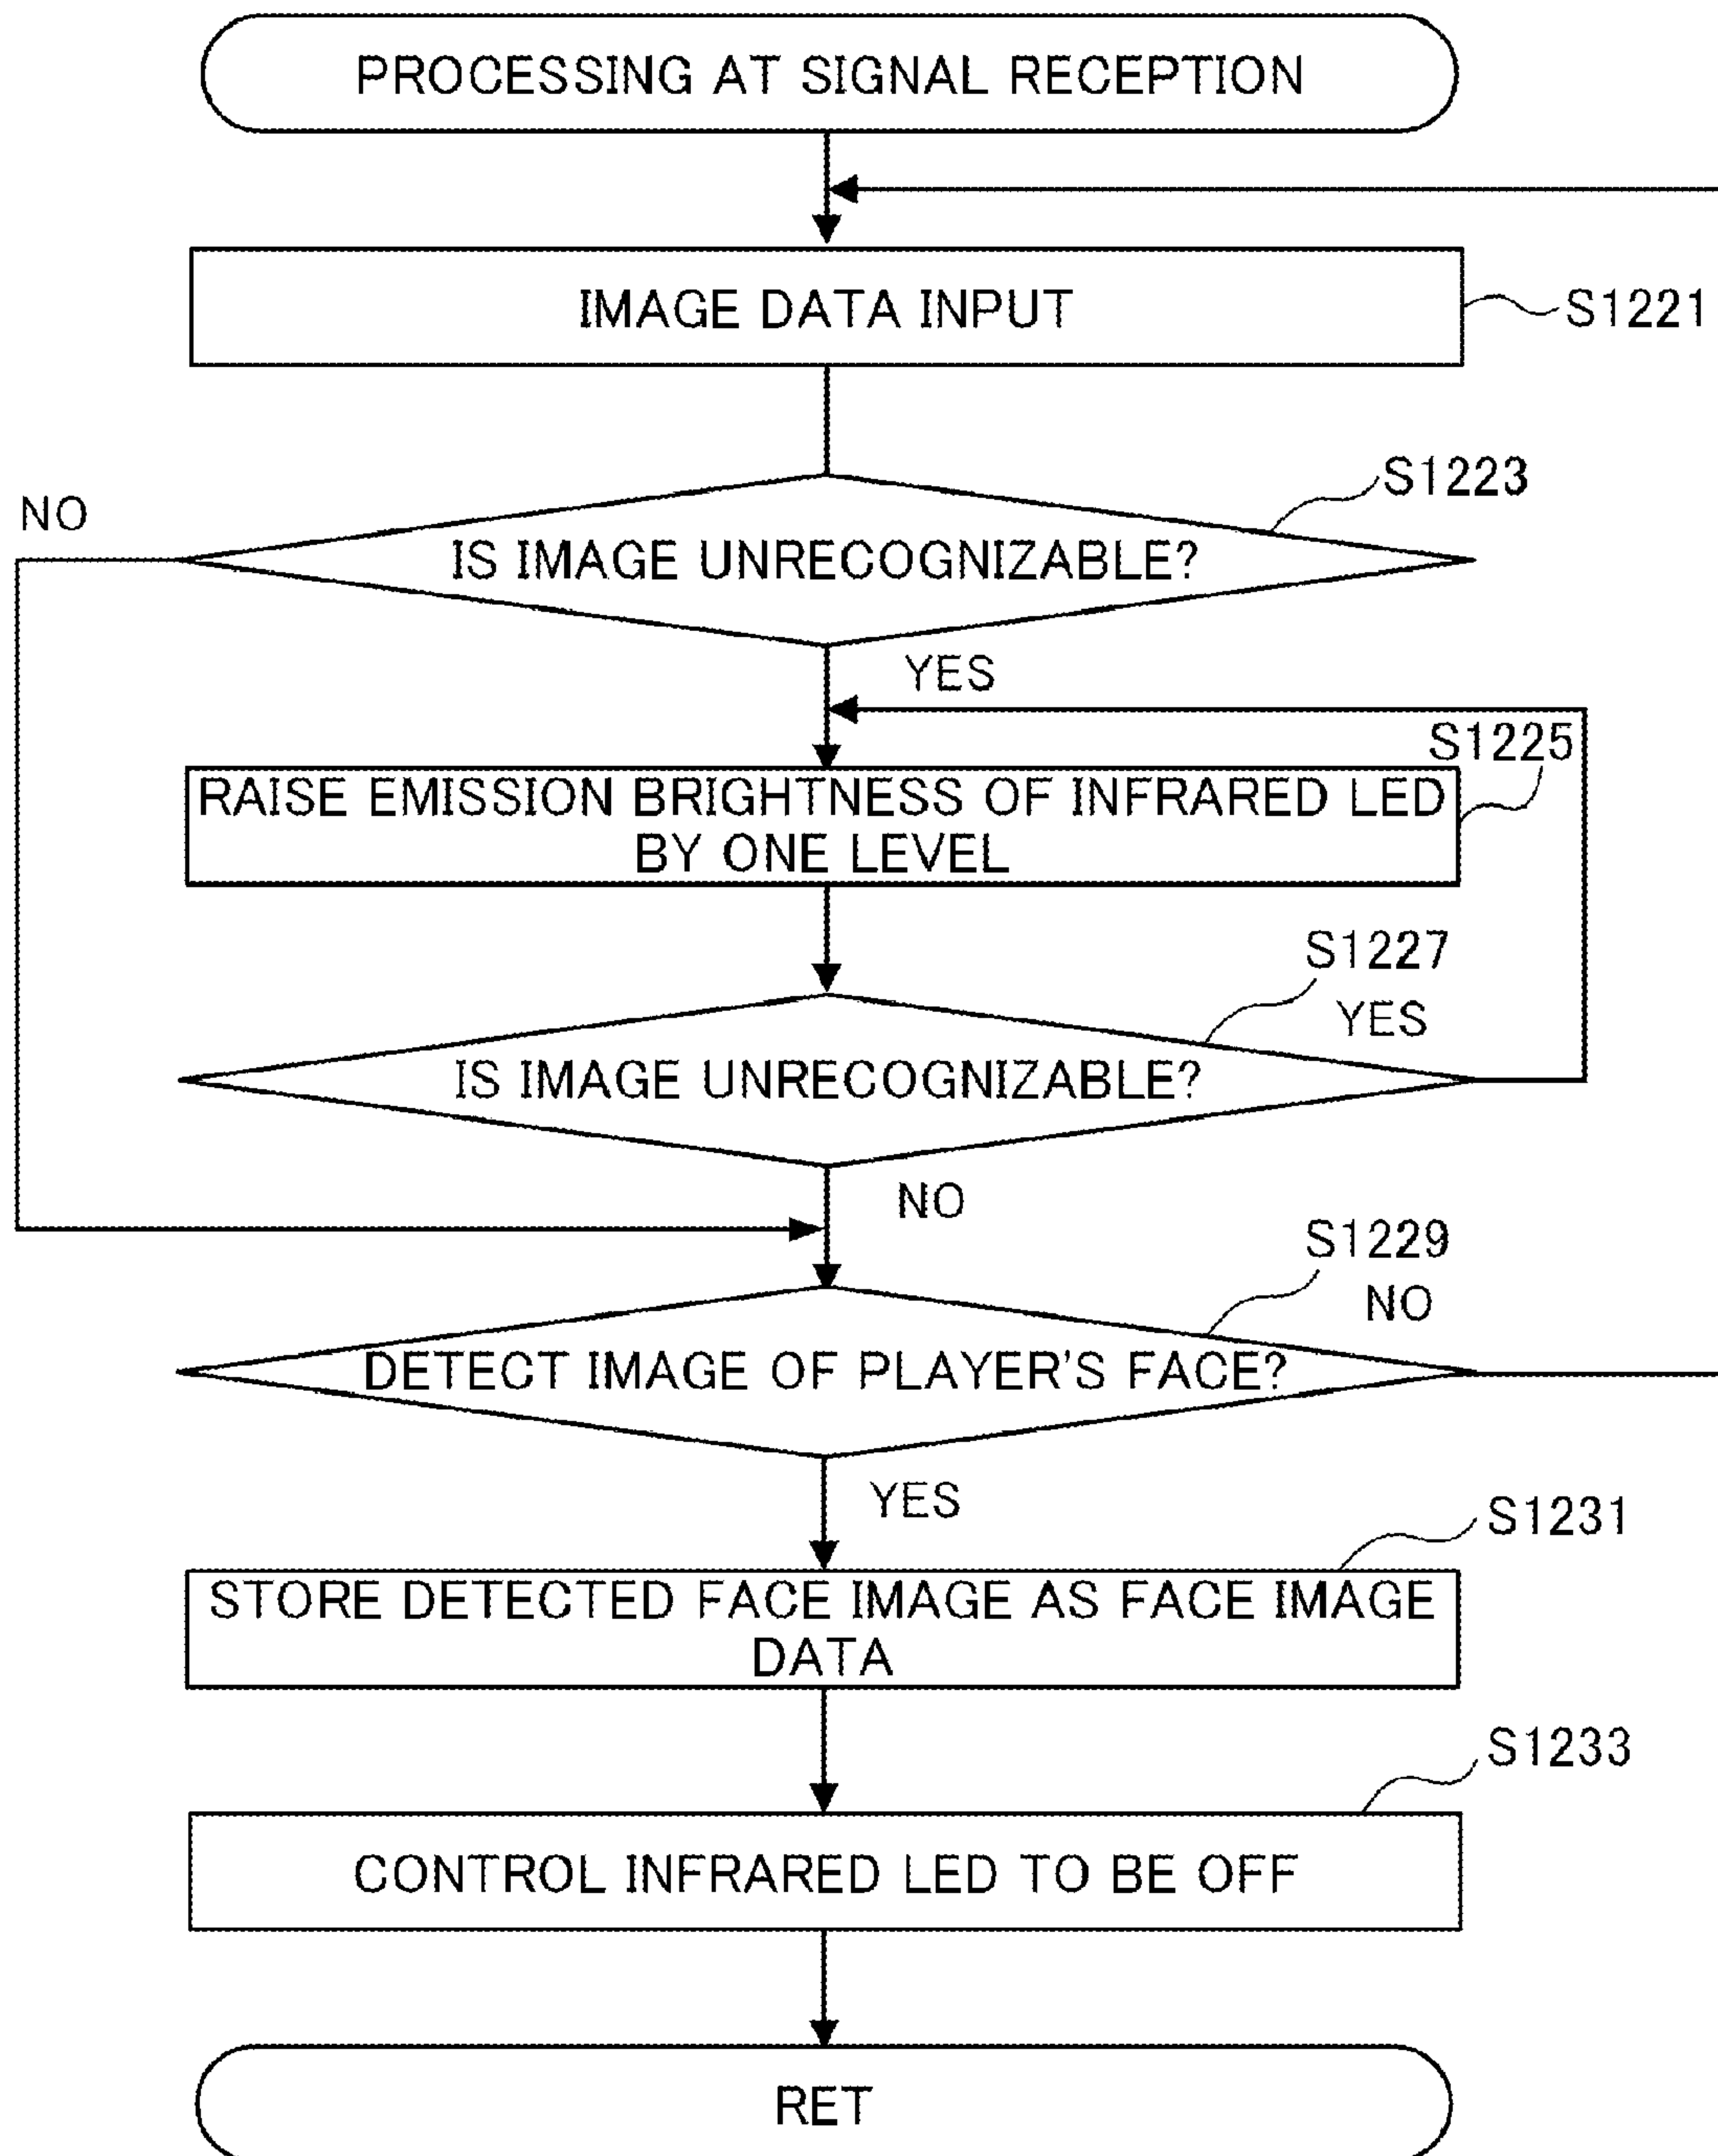 PROCESSING AT SIGNAL RECEPTION
IMAGE DATA INPUT
S1221
S1223
NO
IS IMAGE UNRECOGNIZABLE?
YES
S1225
RAISE EMISSION BRIGHTNESS OF INFRARED LED
BY ONE LEVEL
S1227
YES
IS IMAGE UNRECOGNIZABLE?
NO
S1229
NO
DETECT IMAGE OF PLAYER'S FACE?
YES
S1231
STORE DETECTED FACE IMAGE AS FACE IMAGE
DATA
S1233
CONTROL INFRARED LED TO BE OFF
RET